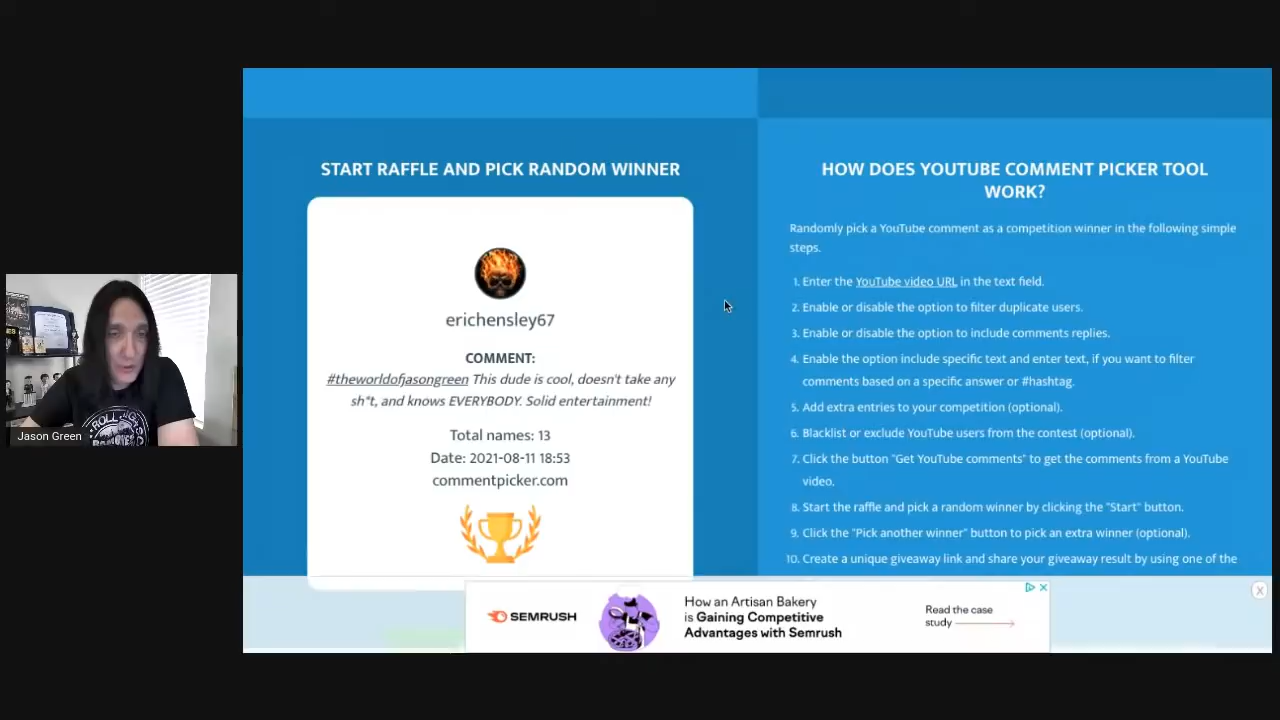 START RAFFLE AND PICK RANDOM WINNER
erichensley67
COMMENT:
#theworldofjasongreen This dude is cool, doesn't take any
sh*t, and knows EVERYBODY. Solid entertainment!
Total names: 13
Date: 2021-08-11 18:53
commentpicker.com
HOW DOES YOUTUBE COMMENT PICKER TOOL
WORK?
Randomly pick a YouTube comment as a competition winner in the following simple
steps.
1. Enter the YouTube video URL in the text field.
2. Enable or disable the option to filter duplicate users.
3. Enable or disable the option to include comments replies.
4. Enable the option include specific text and enter text, if you want to filter
comments based on a specific answer or #hashtag.
5. Add extra entries to your competition (optional).
6. Blacklist or exclude YouTube users from the contest (optional).
7. Click the button "Get YouTube comments" to get the comments from a YouTube
video.
8. Start the raffle and pick a random winner by clicking the "Start" button.
9. Click the "Pick another winner" button to pick an extra winner (optional).
10. Create a unique giveaway link and share your giveaway result by using one of the
Jason Green
ROLL HIGH SC
RAMONES
SEMRUSH
How an Artisan Bakery
is Gaining Competitive
Advantages with Semrush
Read the case
study